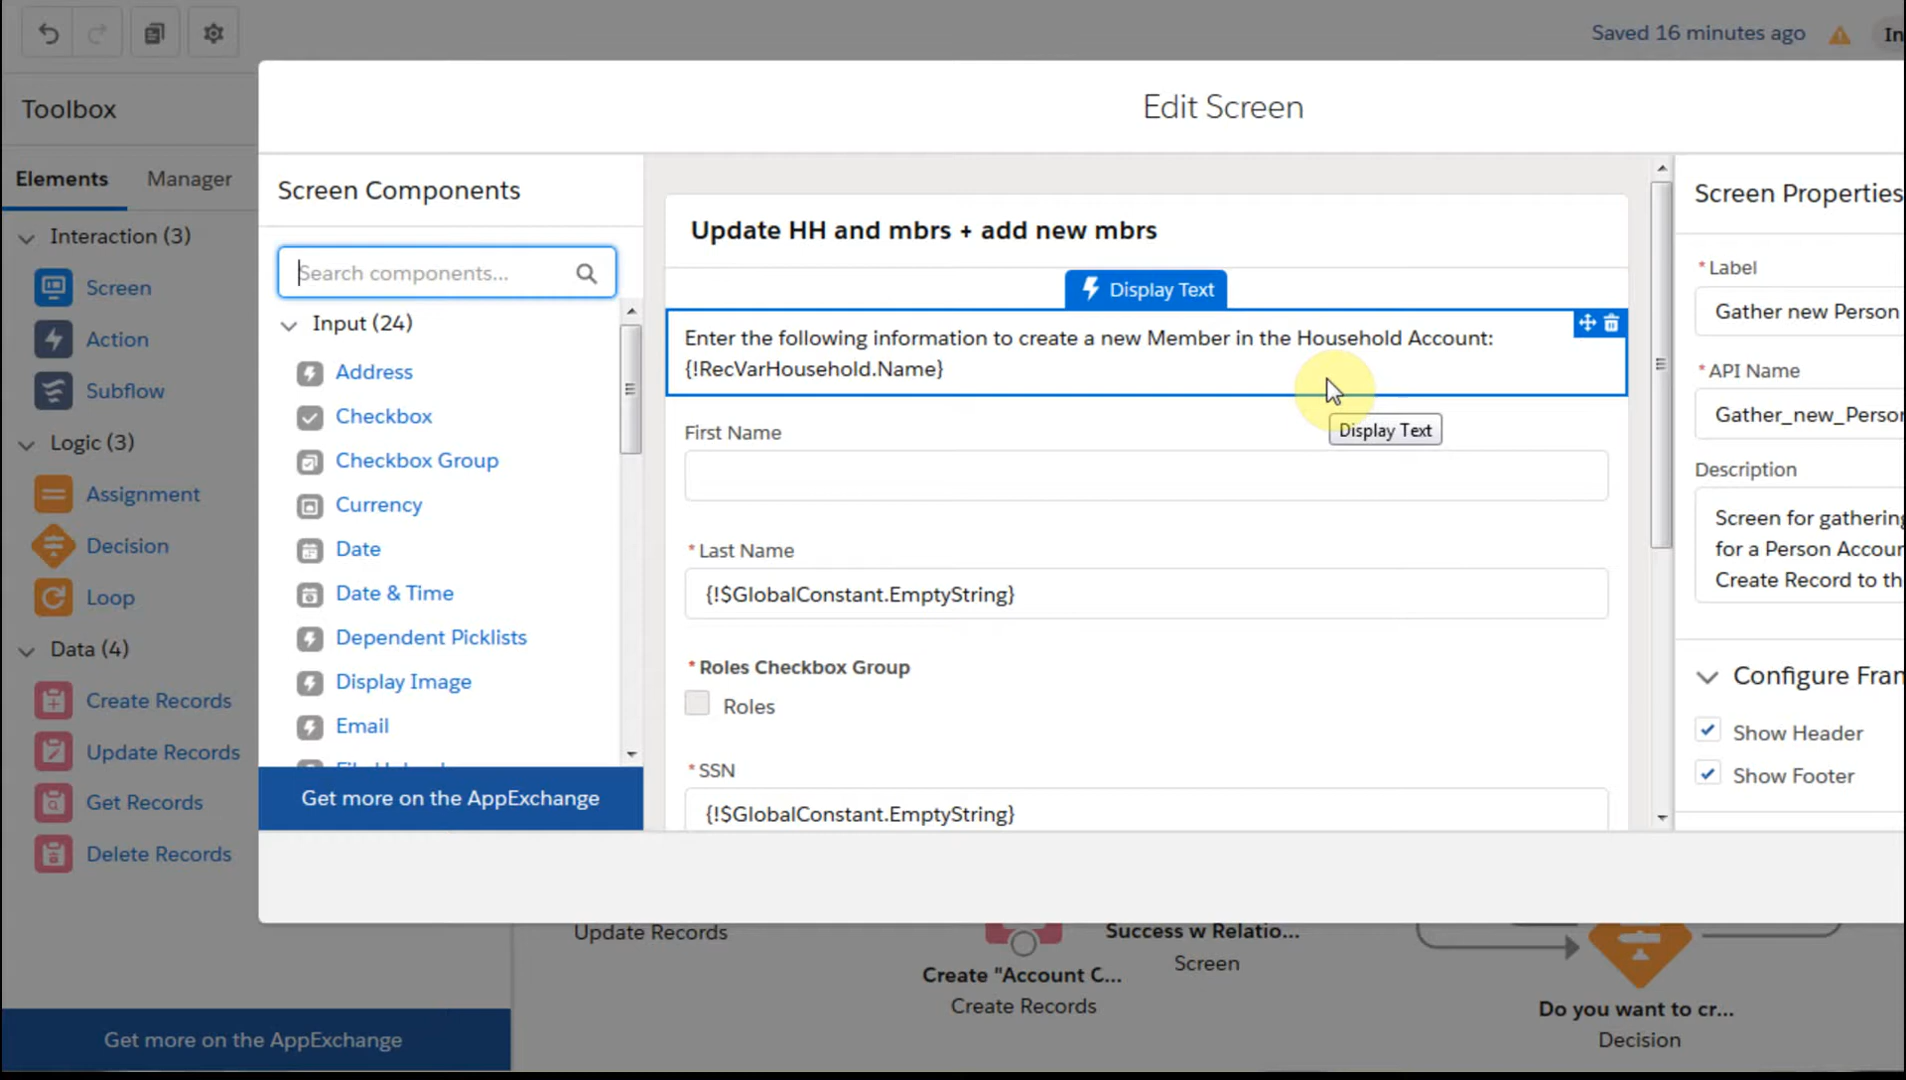 Saved 16 minutes ago
In
Toolbox
Elements
Manager
Interaction (3)
Screen
Action
Subflow
Logic (3)
Assignment
Decision
Loop
Data (4)
Create Records
Update Records
Get Records
Delete Records
Get more on the AppExchange
Edit Screen
Screen Components
Search components...
Input (24)
Address
Checkbox
Checkbox Group
Currency
Date
Date & Time
Dependent Picklists
Display Image
Email
Get more on the AppExchange
Update HH and mbrs + add new mbrs
Display Text
Enter the following information to create a new Member in the Household Account:
{!RecVarHousehold.Name}
Display Text
First Name
*Last Name
{!$GlobalConstant.EmptyString}
*Roles Checkbox Group
Roles
*SSN
{!$GlobalConstant.EmptyString}
Screen Properties
*Label
Gather new Person
*API Name
Gather_new_Person
Description
Screen for gathering
for a Person Accoun
Create Record to th
Configure Fran
Show Header
Show Footer
Update Records
Create "Account C...
Create Records
Success w Relatio...
Screen
Do you want to cr...
Decision